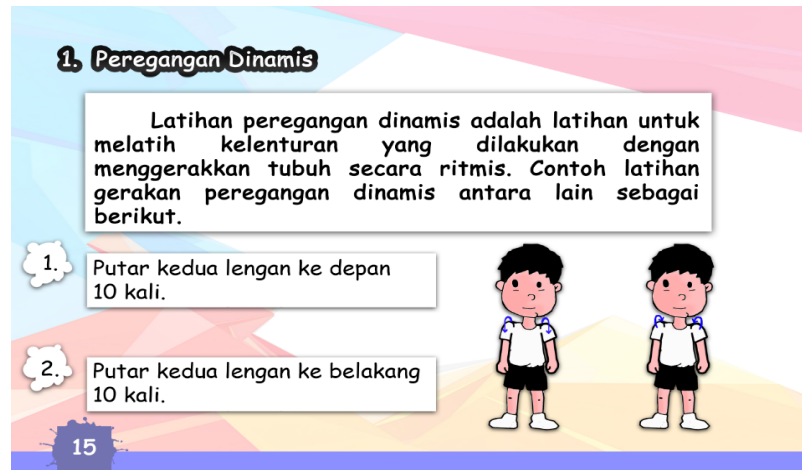 1. Peregangan Dinamis
Latihan peregangan dinamis adalah latihan untuk
melatih kelenturan yang dilakukan dengan
menggerakkan tubuh secara ritmis. Contoh latihan
gerakan peregangan dinamis antara lain sebagai
berikut.
1.
Putar kedua lengan ke depan
10 kali.
2.
Putar kedua lengan ke belakang
10 kali.
15